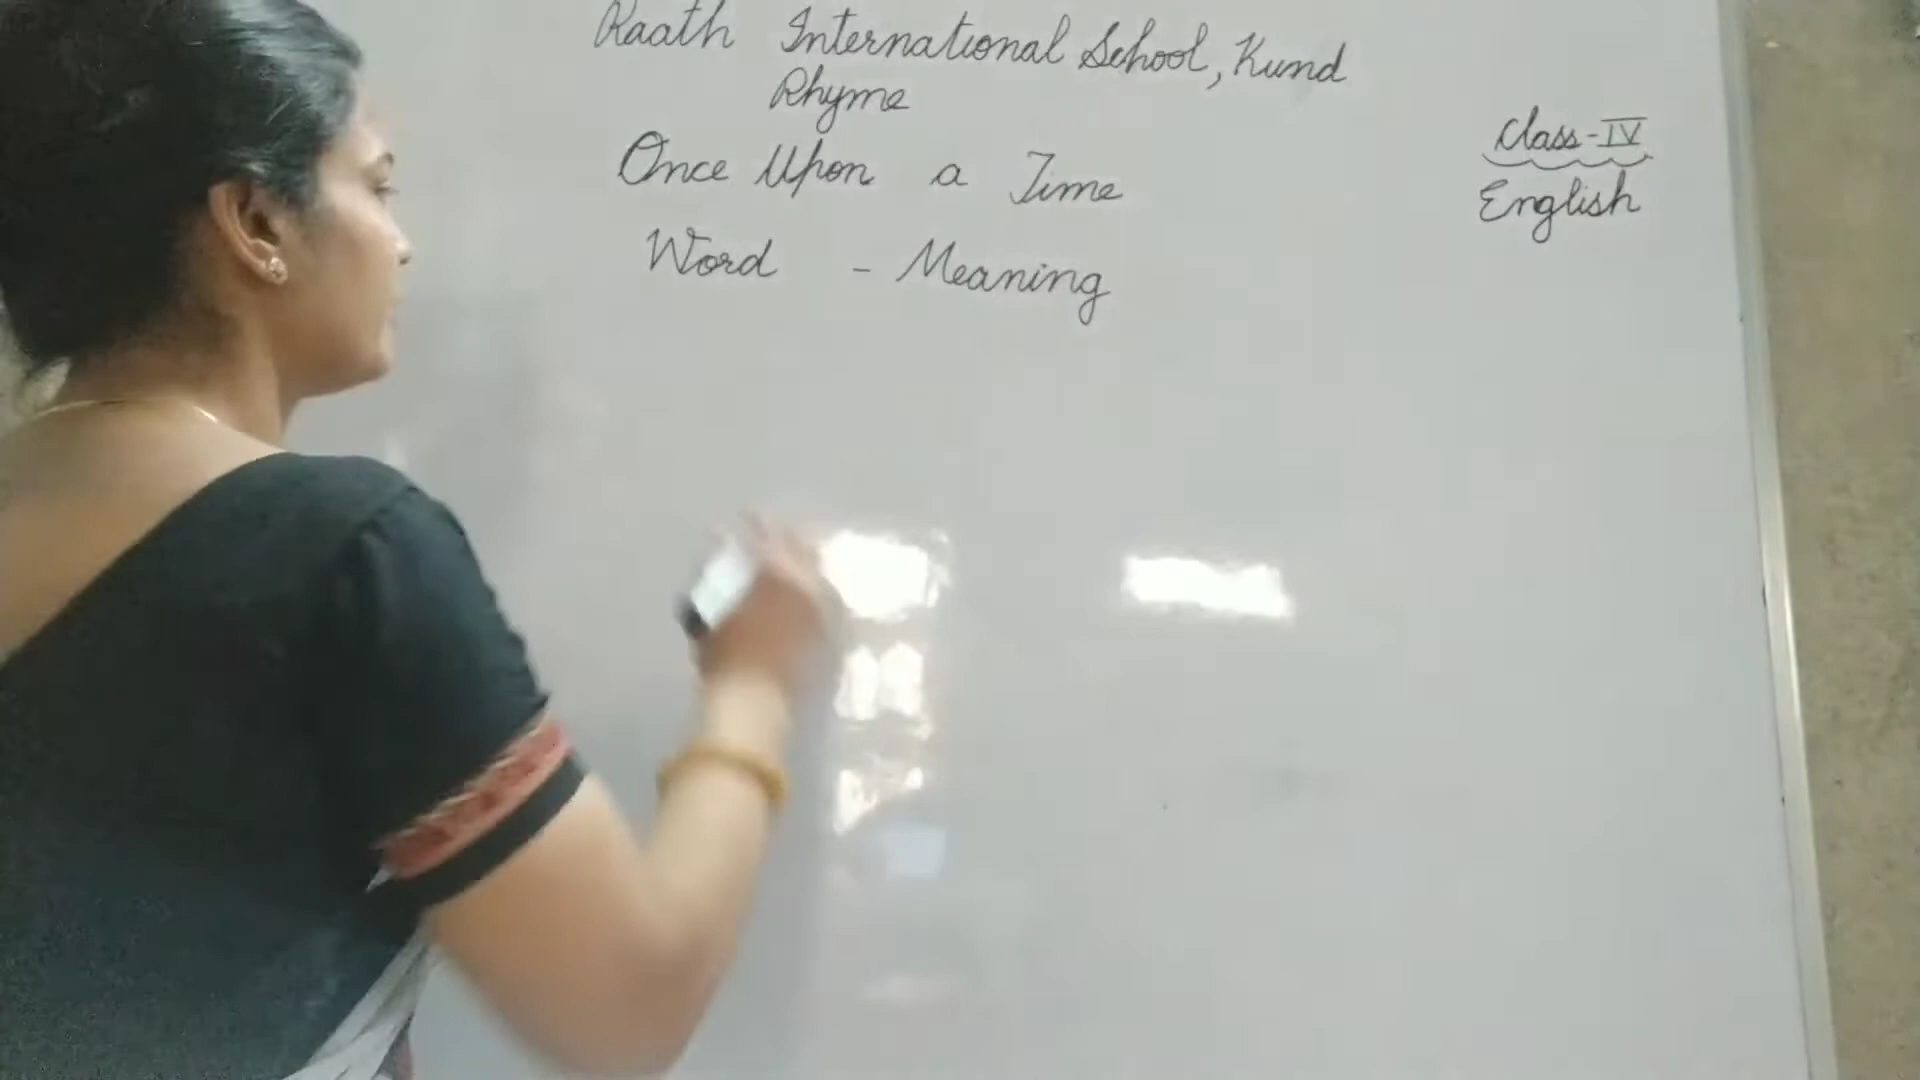 Raath International School, Kund
Rhyme
Class-IV
English
Once Upon a Time
Word - Meaning